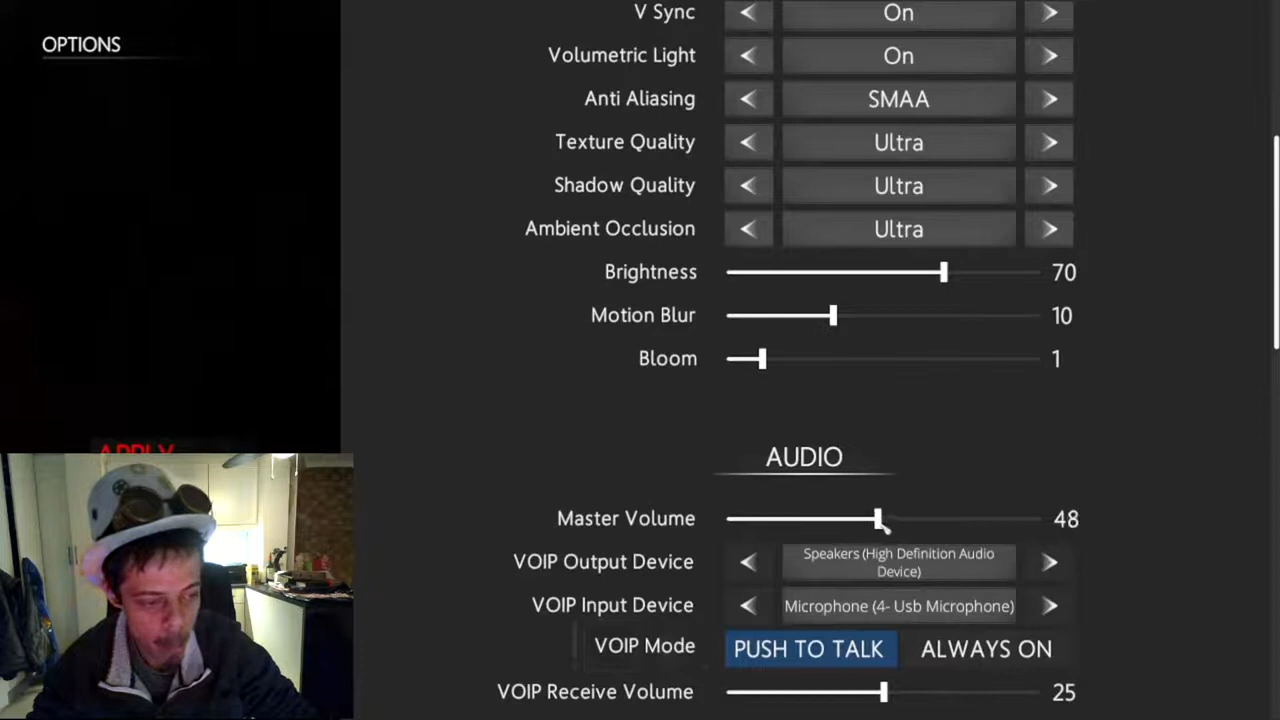 OPTIONS
V Sync On
Volumetric Light On
Anti Aliasing SMAA
Texture Quality Ultra
Shadow Quality Ultra
Ambient Occlusion Ultra
Brightness 70
Motion Blur 10
Bloom 1
APPLY
AUDIO
Master Volume 48
VOIP Output Device Speakers (High Definition Audio
Device)
VOIP Input Device Microphone (4- Usb Microphone)
VOIP Mode PUSH TO TALK ALWAYS ON
VOIP Receive Volume 25